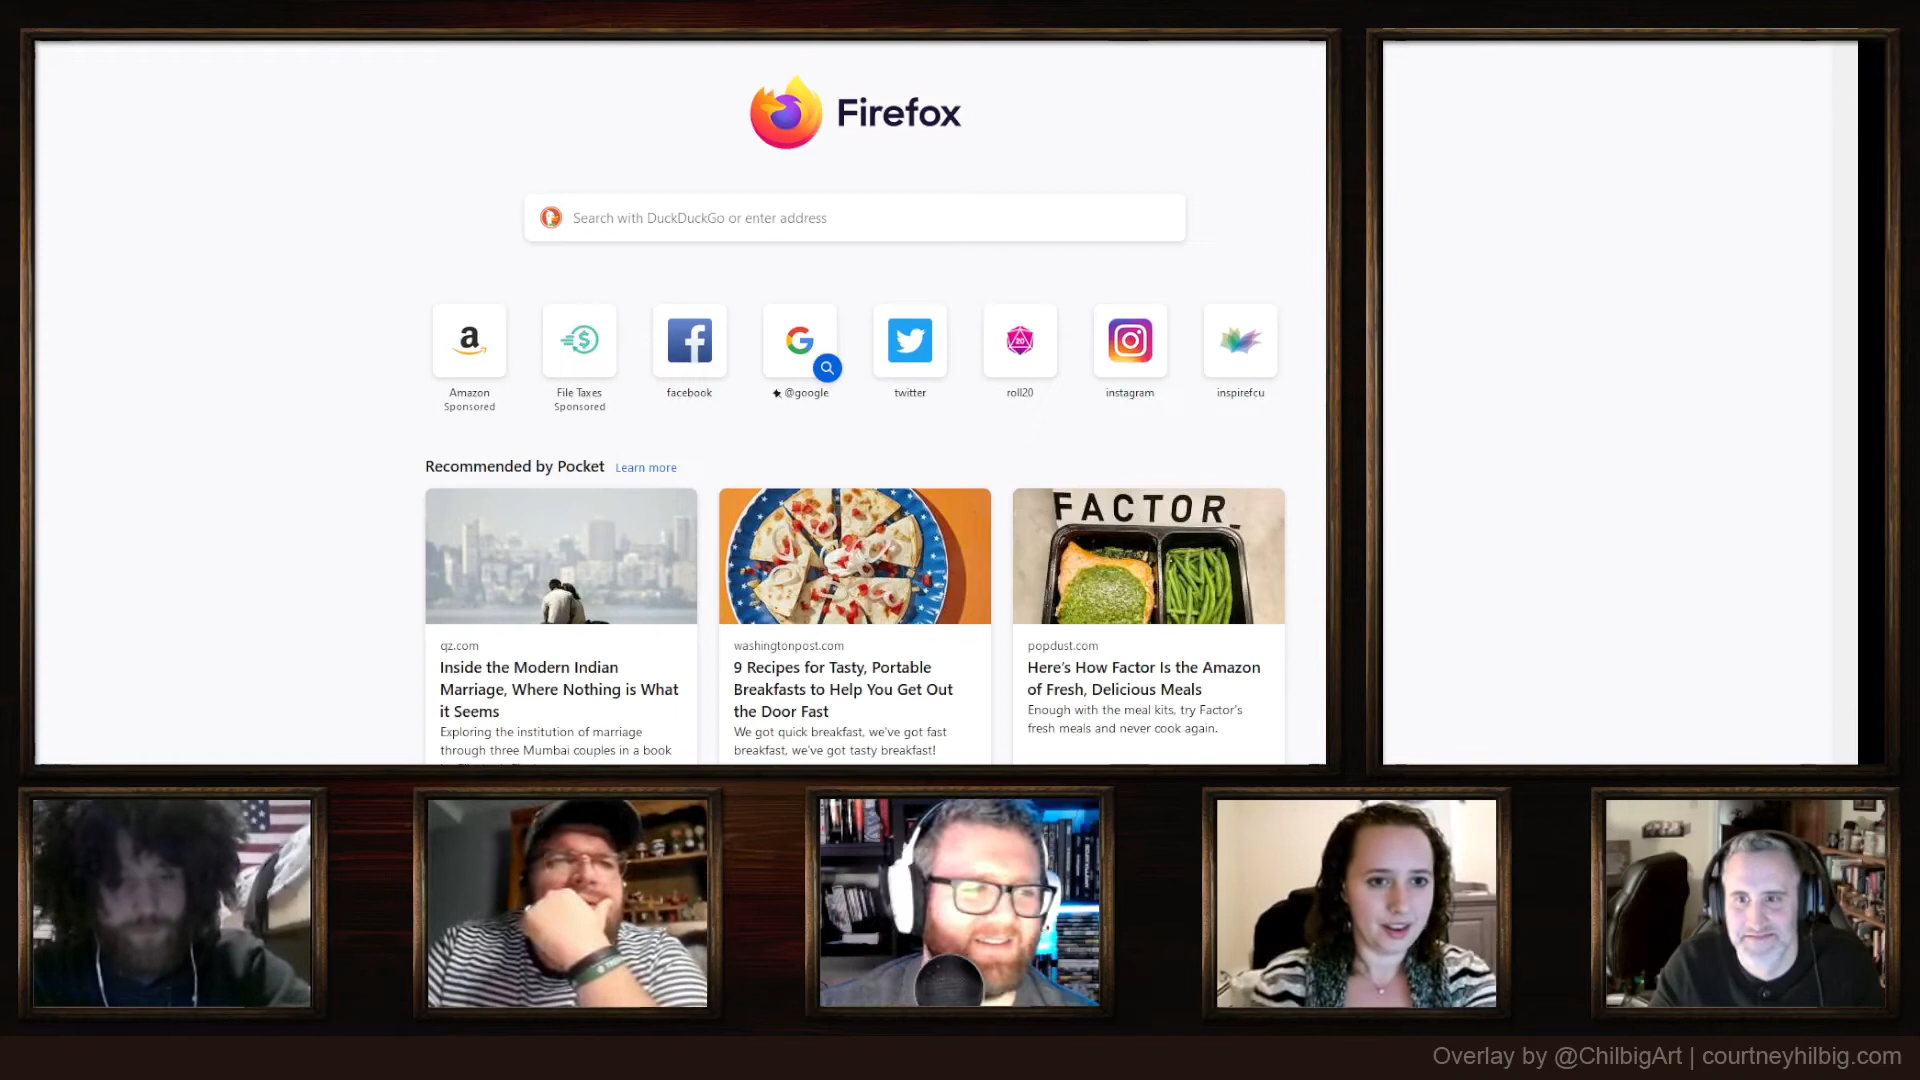 Firefox
Search with DuckDuckGo or enter address
a
20
Amazon
Sponsored
File Taxes
Sponsored
facebook
@google
twitter
roll20
instagram
inspirefcu
Recommended by Pocket Learn more
FACTOR_
qz.com
Inside the Modern Indian
Marriage, Where Nothing is What
it Seems
Exploring the institution of marriage
through three Mumbai couples in a book
washingtonpost.com
9 Recipes for Tasty, Portable
Breakfasts to Help You Get Out
the Door Fast
We got quick breakfast, we've got fast
breakfast, we've got tasty breakfast!
popdust.com
Here's How Factor Is the Amazon
of Fresh, Delicious Meals
Enough with the meal kits, try Factor's
fresh meals and never cook again.
Overlay by @ChilbigArt | courtneyhilbig.com